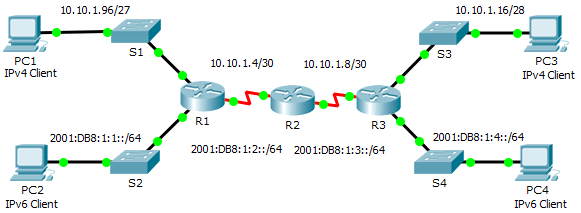 10.10.1.96/27
10.10.1.16/28
PC1
IPv4 Client
S1
10.10.1.4/30
10.10.1.8/30
S3
PC3
IPv4 Client
R1
R2
R3
2001:DB8:1:1::/64
2001:DB8:1:2::/64
2001:DB8:1:3::/64
2001:DB8:1:4::/64
PC2
IPv6 Client
S2
S4
PC4
IPv6 Client